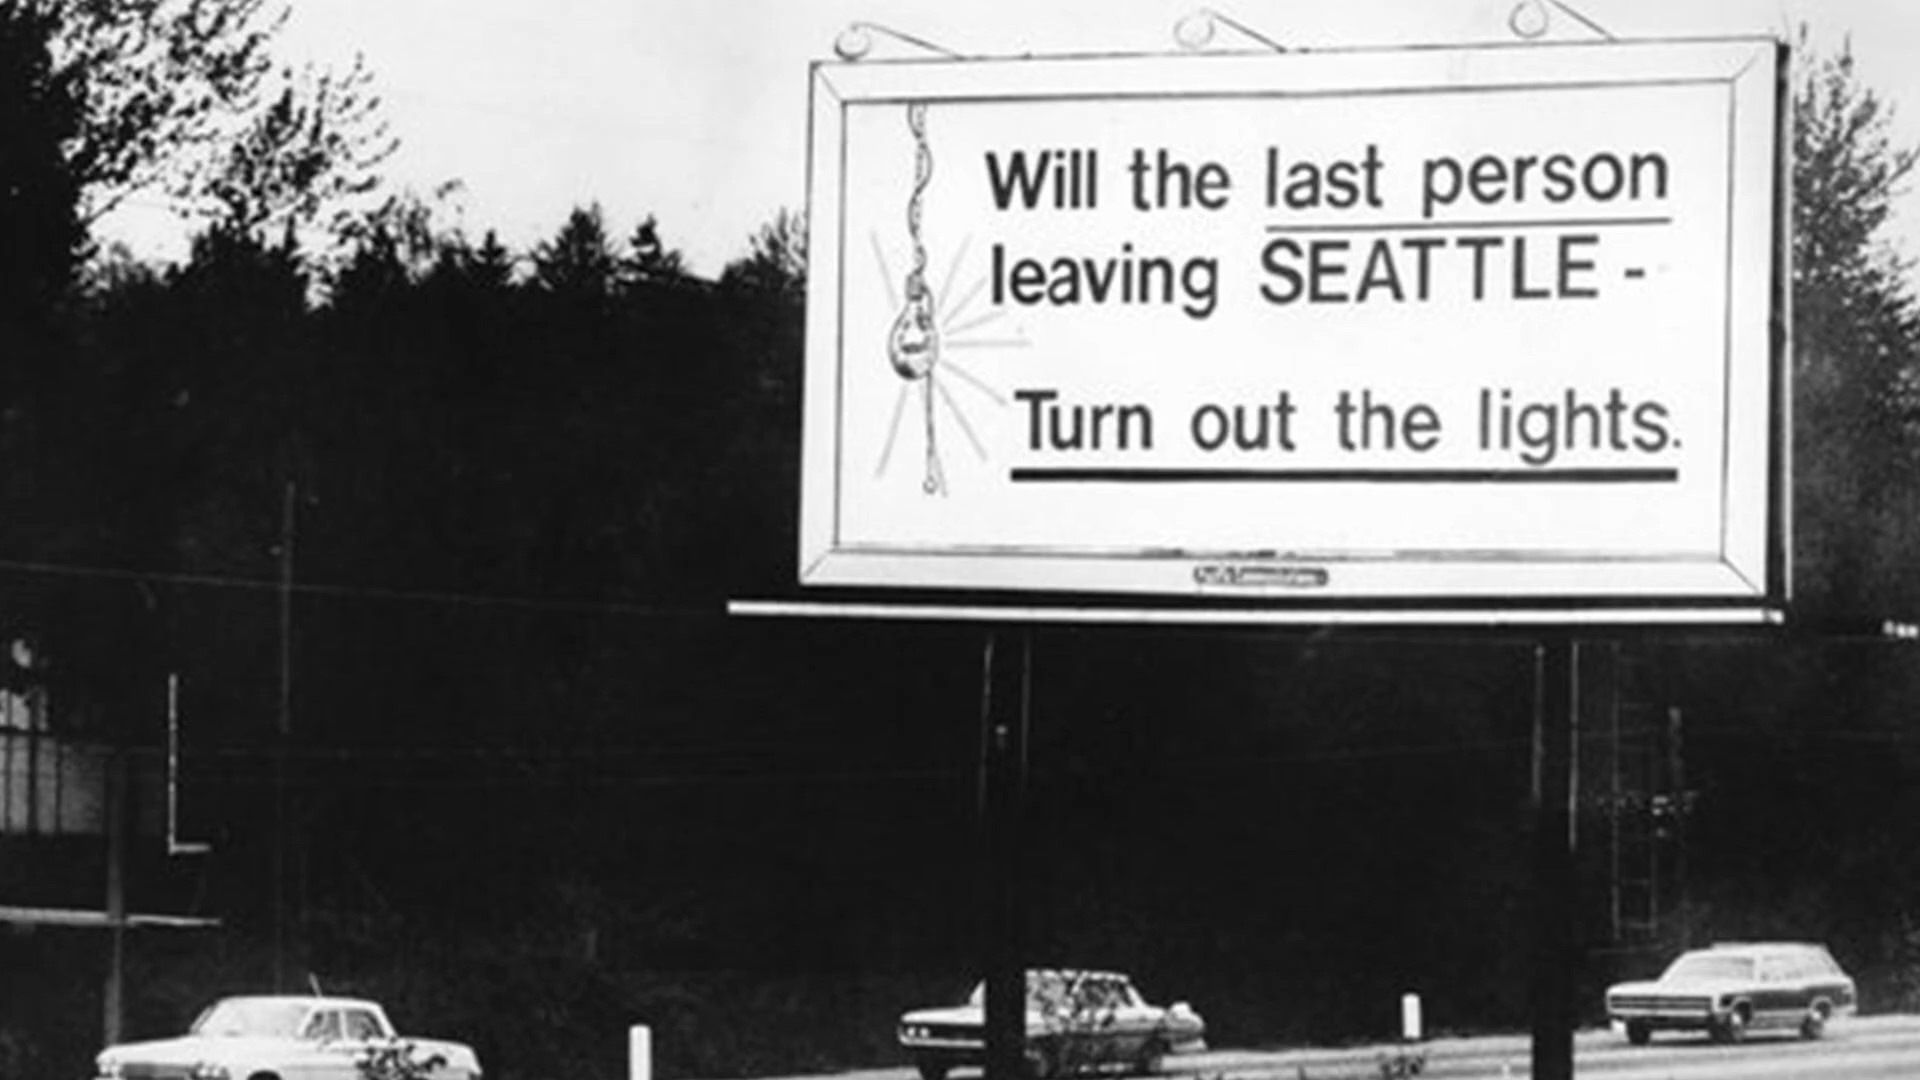 Will the last person
leaving SEATTLE -
Turn out the lights.